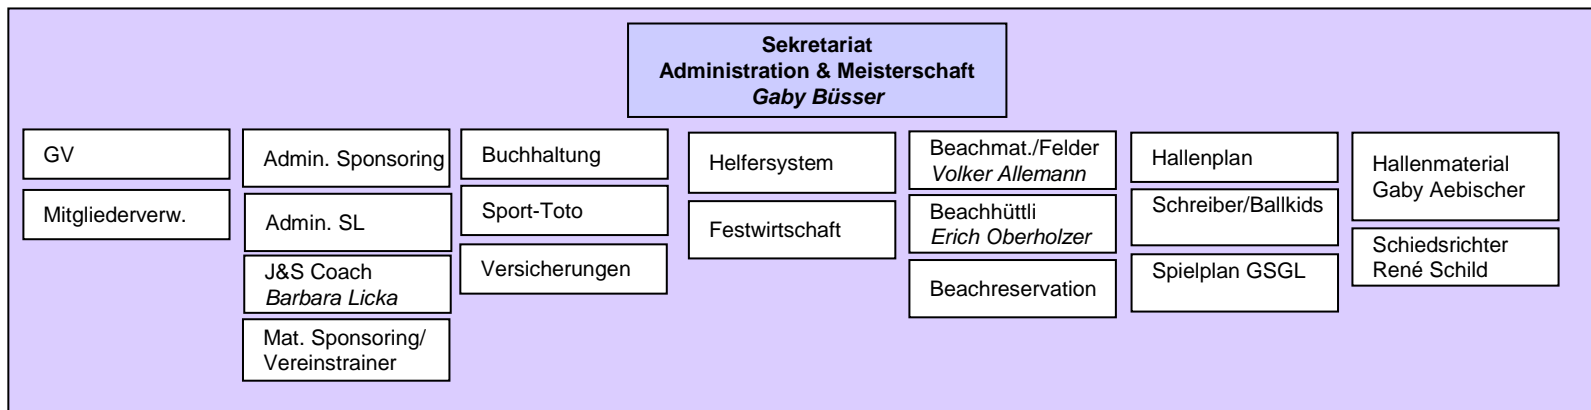 Sekretariat
Administration & Meisterschaft
Gaby Büsser
GV
Mitgliederverw.
Admin. Sponsoring
Admin. SL
J&S Coach
Barbara Licka
Mat. Sponsoring/
Vereinstrainer
Buchhaltung
Sport-Toto
Versicherungen
Helfersystem
Festwirtschaft
Beachmat./Felder
Volker Allemann
Beachhüttli
Erich Oberholzer
Beachreservation
Hallenplan
Schreiber/Ballkids
Spielplan GSGL
Hallenmaterial
Gaby Aebischer
Schiedsrichter
René Schild